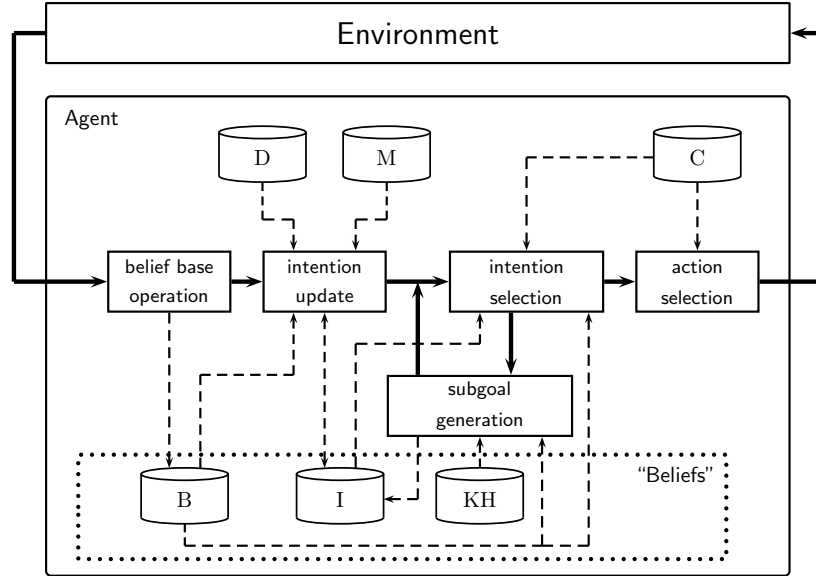 Environment
Agent
D
M
C
belief base
operation
intention
update
intention
selection
action
selection
subgoal
generation
“Beliefs”
B
I
KH